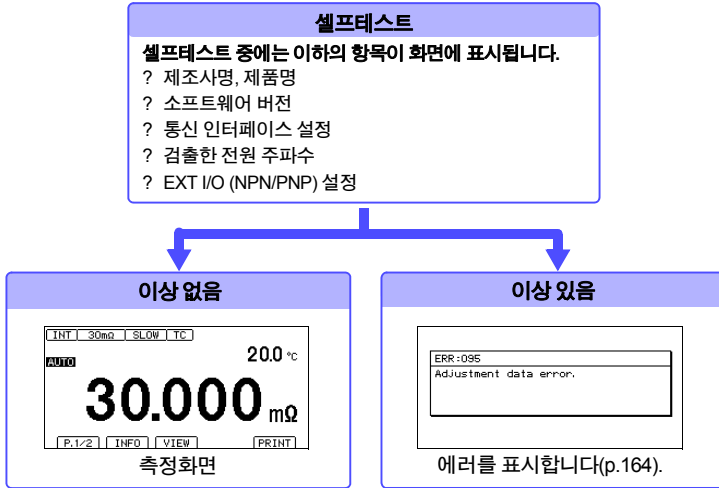 셀프테스트
셀프테스트 중에는 이하의 항목이 화면에 표시됩니다.
? 제조사명, 제품명
? 소프트웨어 버전
? 통신 인터페이스 설정
? 검출한 전원 주파수
? EXT I/O (NPN/PNP) 설정
이상 없음
INT 30mΩ SLOW TC
AUTO 20.0 ℃
30.000 mΩ
P.1/2 INFO VIEW PRINT
측정화면
이상 있음
ERR:095
Adjustment data error.
에러를 표시합니다(p.164).